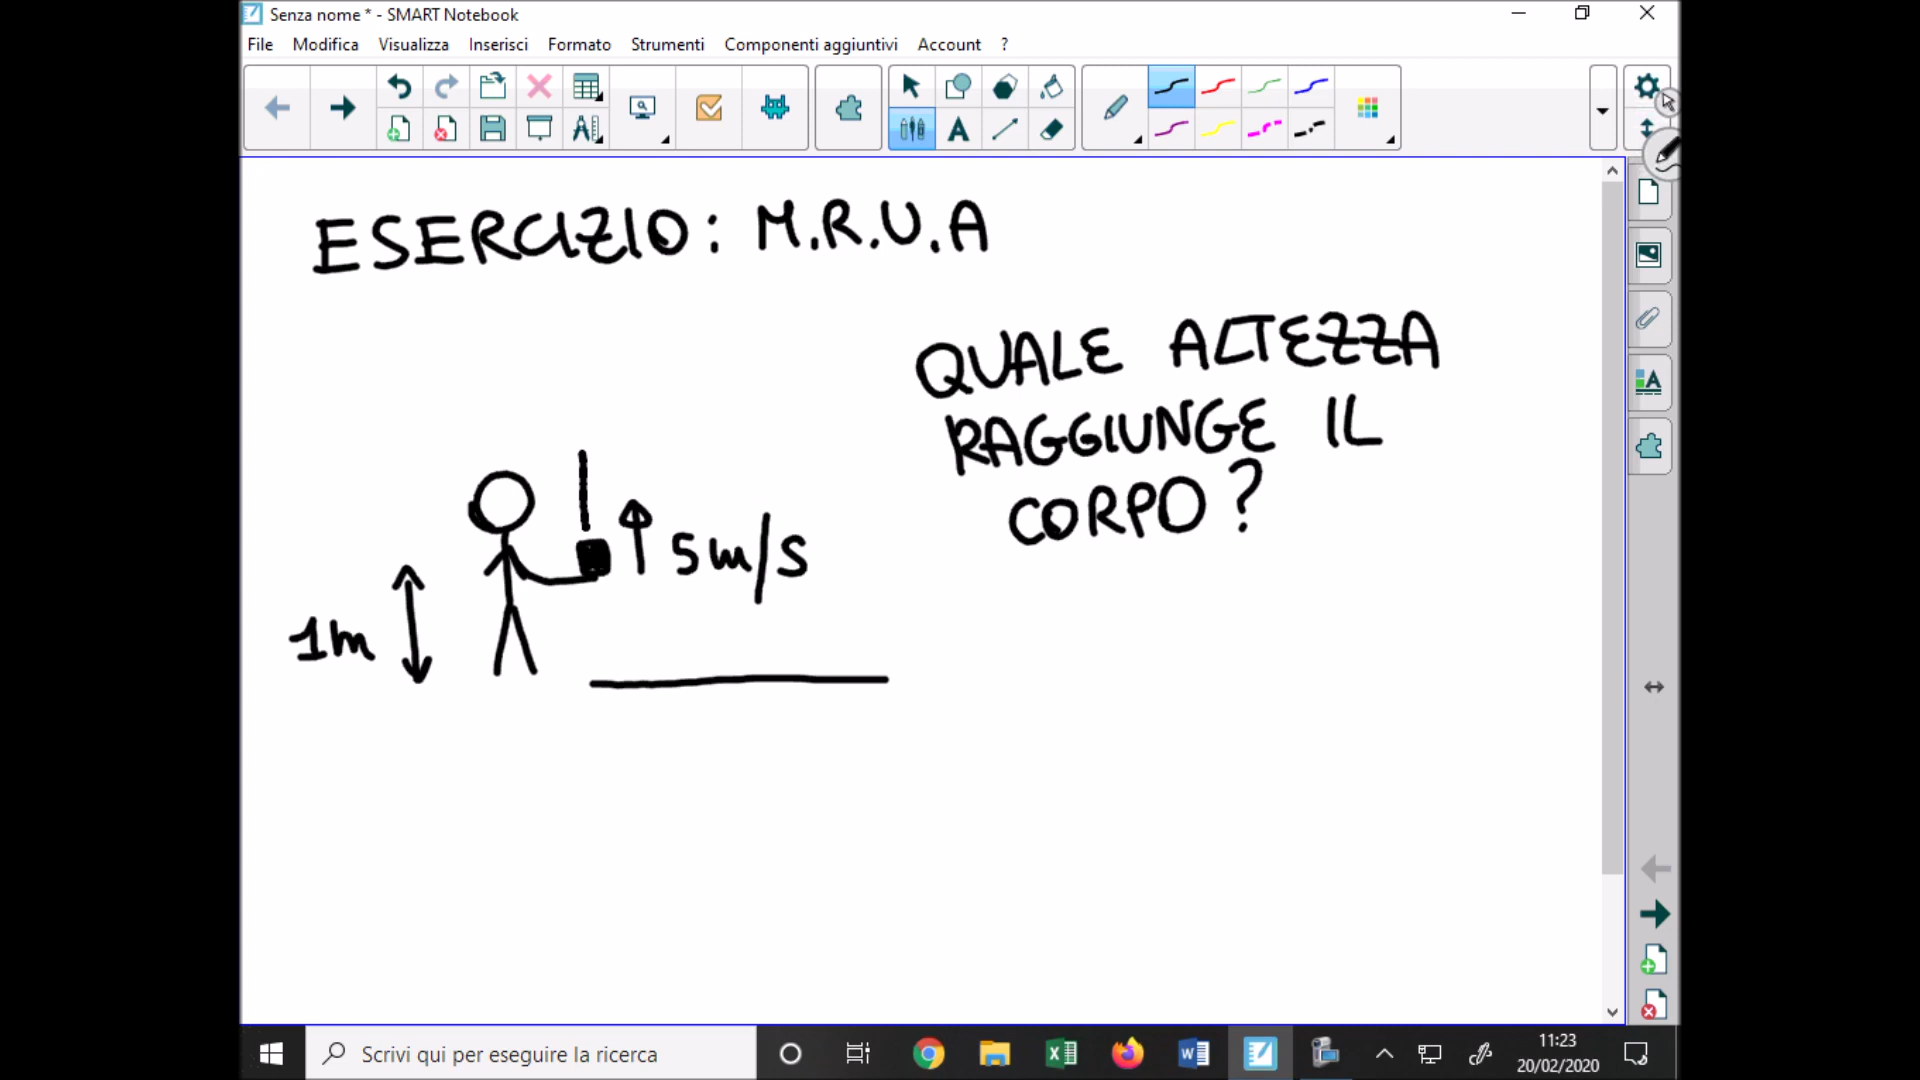 Senza nome * - SMART Notebook
File Modifica Visualizza Inserisci Formato Strumenti Componenti aggiuntivi Account ?
ESERCIZIO: M.R.U.A
QUALE ALTEZZA
RAGGIUNGE IL
CORPO?
5m/s
1m
Scrivi qui per eseguire la ricerca
11:23
20/02/2020